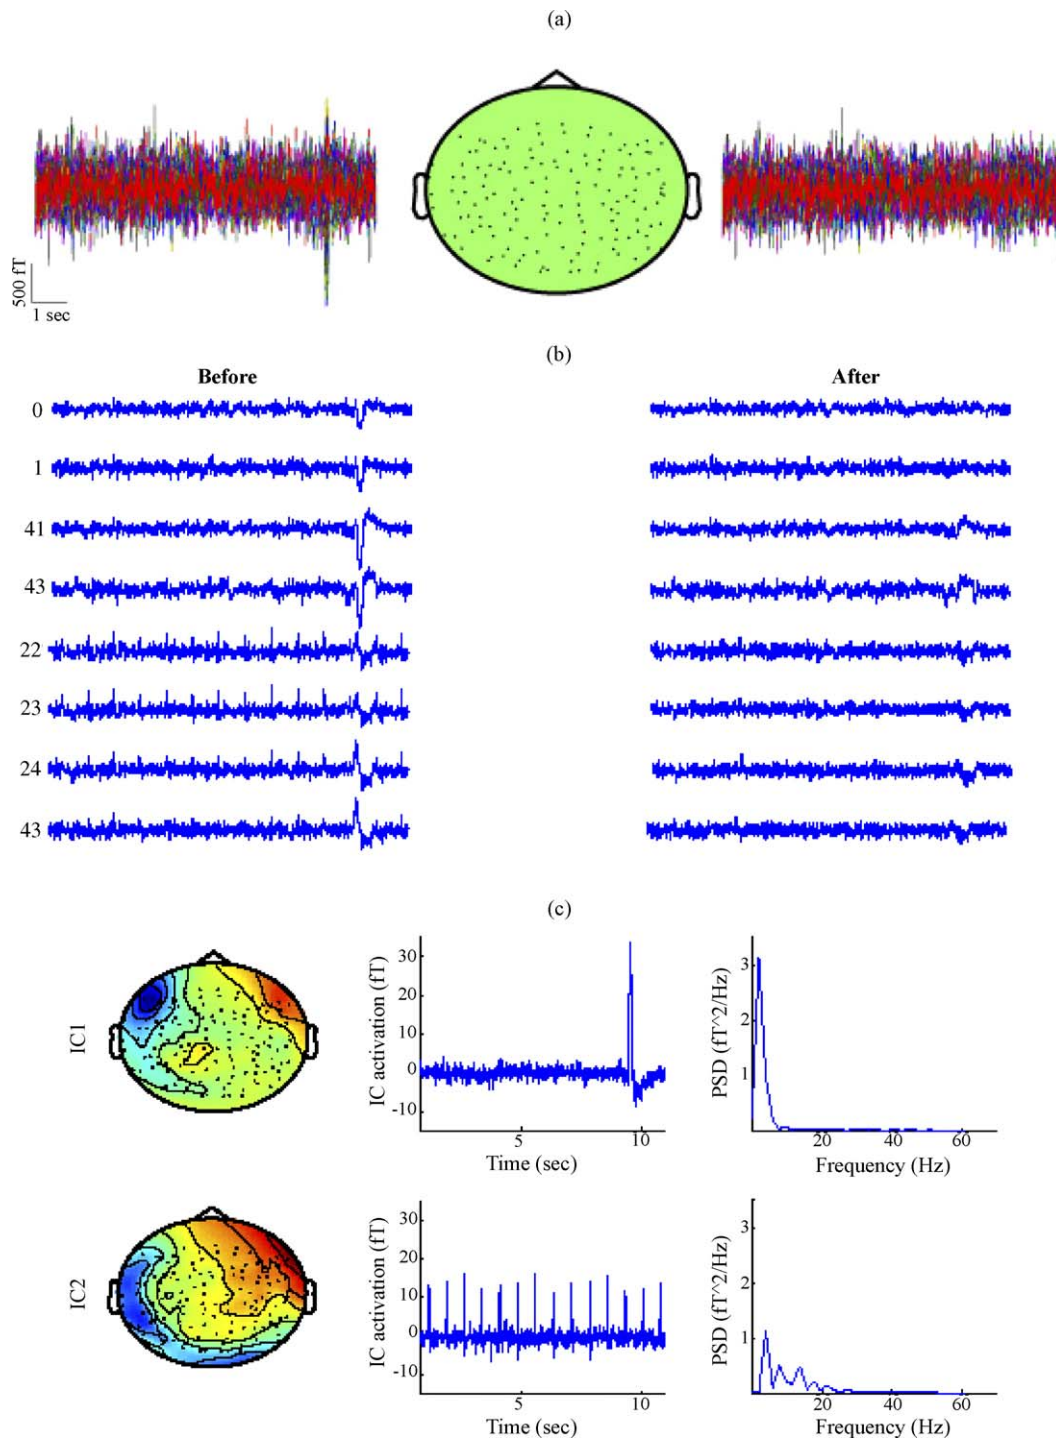 (a)
500 fT
1 sec
(b)
Before
After
0
1
41
43
22
23
24
43
(c)
IC1
IC activation (fT)
30
20
10
0
-10
5
10
Time (sec)
PSD (fT^2/Hz)
3
2
1
20
40
60
Frequency (Hz)
IC2
IC activation (fT)
30
20
10
0
-10
5
10
Time (sec)
PSD (fT^2/Hz)
3
2
1
20
40
60
Frequency (Hz)